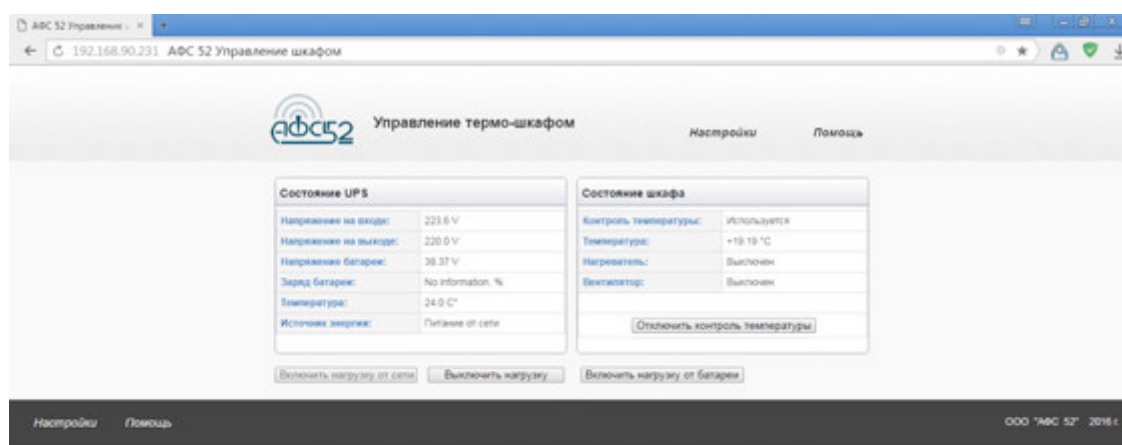 АФС 52 Управление
192.168.90.231 АФС 52 Управление шкафом
АФС52
Управление термо-шкафом
Настройки Помощь
Состояние UPS
Напряжение на входе: 223.6 V
Напряжение на выходе: 220.0 V
Напряжение батареи: 38.37 V
Заряд батареи: No information. %
Температура: 24.0 C°
Источник энергии: Питание от сети
Состояние шкафа
Контроль температуры: Используется
Температура: +19.19 °C
Нагреватель: Выключен
Вентилятор: Выключен
Отключить контроль температуры
Включить нагрузку от сети Выключить нагрузку Включить нагрузку от батареи
Настройки Помощь
ООО "АФС 52" 2016 г.